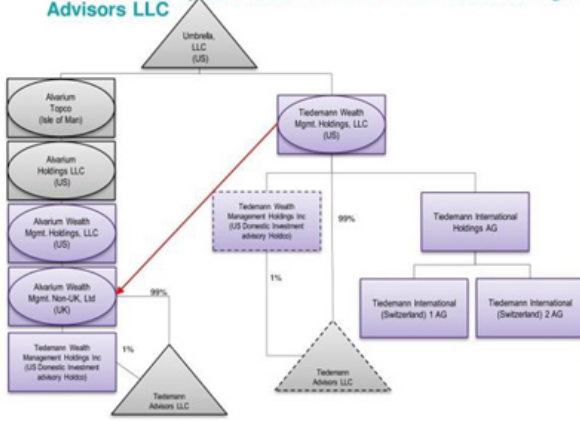 Advisors LLC
Umbrella,
LLC
(US)
Alvarium
Topco
(Isle of Man)
Tiedemann Wealth
Mgmt. Holdings, LLC
(US)
Alvarium
Holdings LLC
(US)
Alvarium Wealth
Mgmt. Holdings, LLC
(US)
Tiedemann Wealth
Management Holdings Inc
(US Domestic Investment
advisory Holdco)
99%
Tiedemann International
Holdings AG
Alvarium Wealth
Mgmt. Non-UK, Ltd
(UK)
99%
1%
Tiedemann International
(Switzerland) 1 AG
Tiedemann International
(Switzerland) 2 AG
Tiedemann Wealth
Management Holdings Inc
(US Domestic Investment
advisory Holdco)
1%
Tiedemann
Advisors LLC
Tiedemann
Advisors LLC